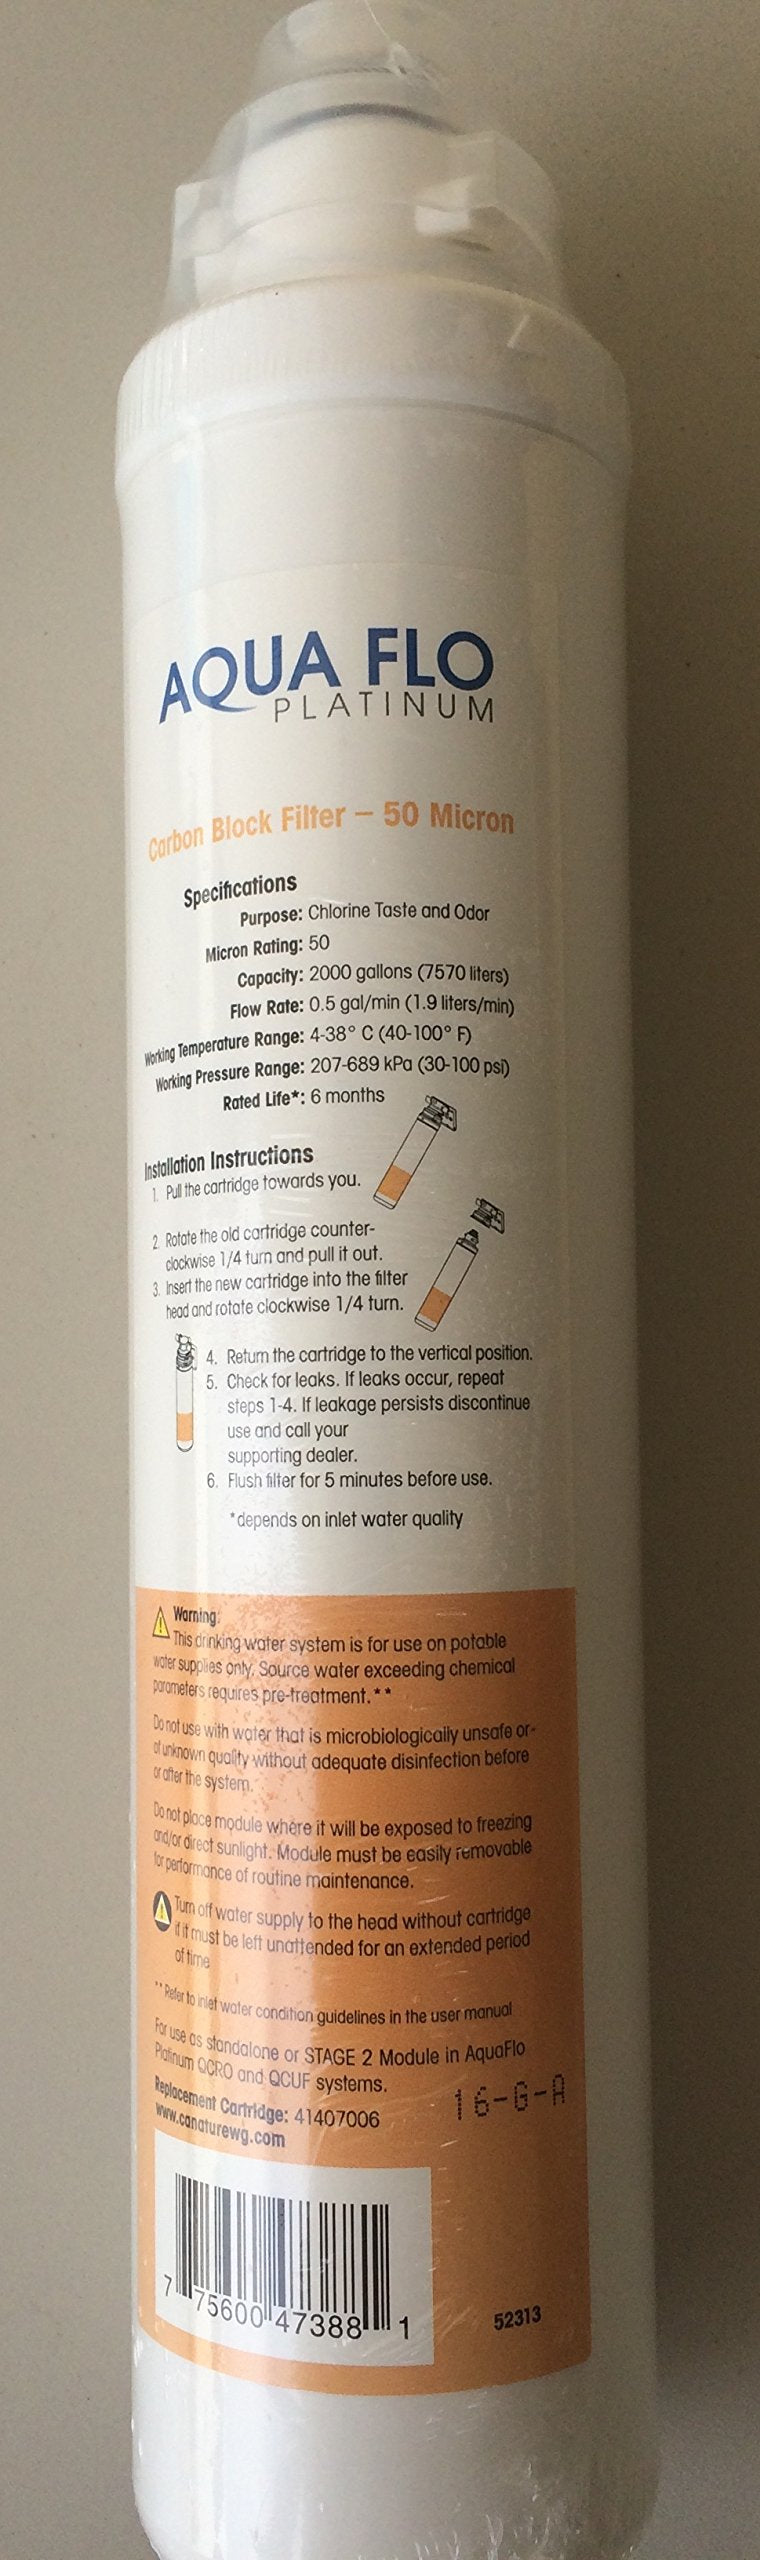 AQUA FLO
PLATINUM
Carbon Block Filter – 50 Micron
Specifications
Purpose: Chlorine Taste and Odor
Micron Rating: 50
Capacity: 2000 gallons (7570 liters)
Flow Rate: 0.5 gal/min (1.9 liters/min)
Working Temperature Range: 4-38° C (40-100° F)
Working Pressure Range: 207-689 kPa (30-100 psi)
Rated Life*: 6 months
Installation Instructions
1. Pull the cartridge towards you.
2. Rotate the old cartridge counter-
clockwise 1/4 turn and pull it out.
3. Insert the new cartridge into the filter
head and rotate clockwise 1/4 turn.
4. Return the cartridge to the vertical position.
5. Check for leaks. If leaks occur, repeat
steps 1-4. If leakage persists discontinue
use and call your
supporting dealer.
6. Flush filter for 5 minutes before use.
*depends on inlet water quality
Warning:
This drinking water system is for use on potable
water supplies only. Source water exceeding chemical
parameters requires pre-treatment.**
Do not use with water that is microbiologically unsafe or-
of unknown quality without adequate disinfection before
or after the system.
Do not place module where it will be exposed to freezing
and/or direct sunlight. Module must be easily removable
for performance of routine maintenance.
Turn off water supply to the head without cartridge
if it must be left unattended for an extended period
of time
**Refer to inlet water condition guidelines in the user manual
For use as standalone or STAGE 2 Module in AquaFlo
Platinum QCRO and QCUF systems.
Replacement Cartridge: 41407006
www.canaturewg.com
16-G-A
7 75600 47388 1
52313